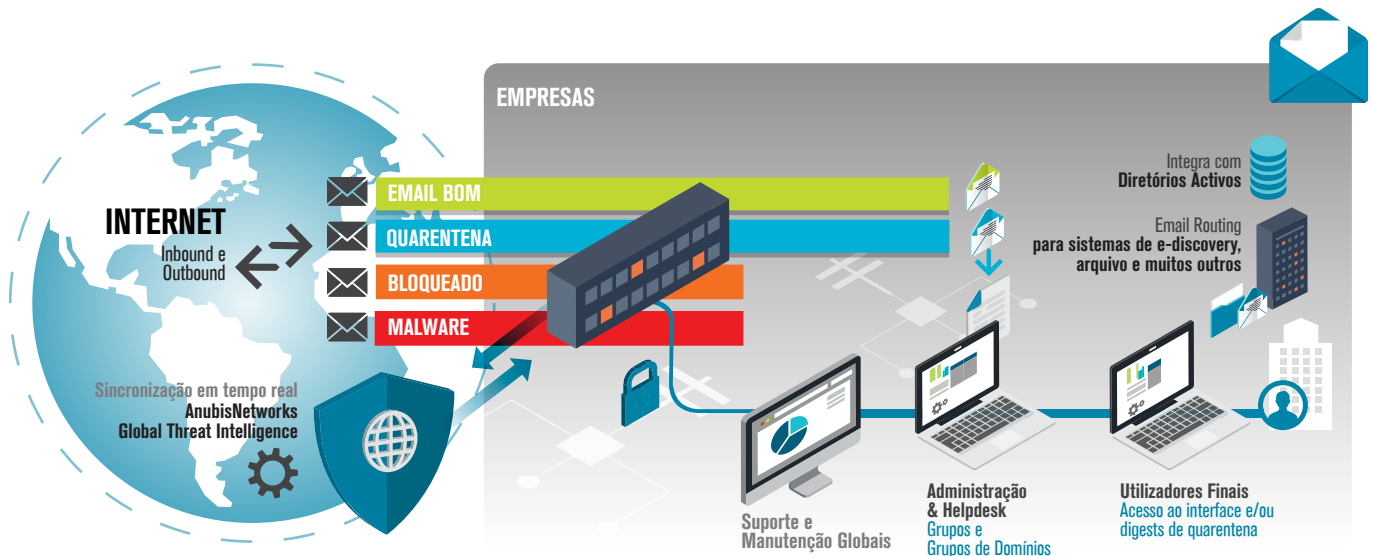 EMPRESAS
INTERNET
Inbound e
Outbound
EMAIL BOM
QUARENTENA
BLOQUEADO
MALWARE
Integra com
Diretórios Activos
Email Routing
para sistemas de e-discovery,
arquivo e muitos outros
Sincronização em tempo real
AnubisNetworks
Global Threat Intelligence
Suporte e
Manutenção Globais
Administração
& Helpdesk
Grupos e
Grupos de Domínios
Utilizadores Finais
Acesso ao interface e/ou
digests de quarentena